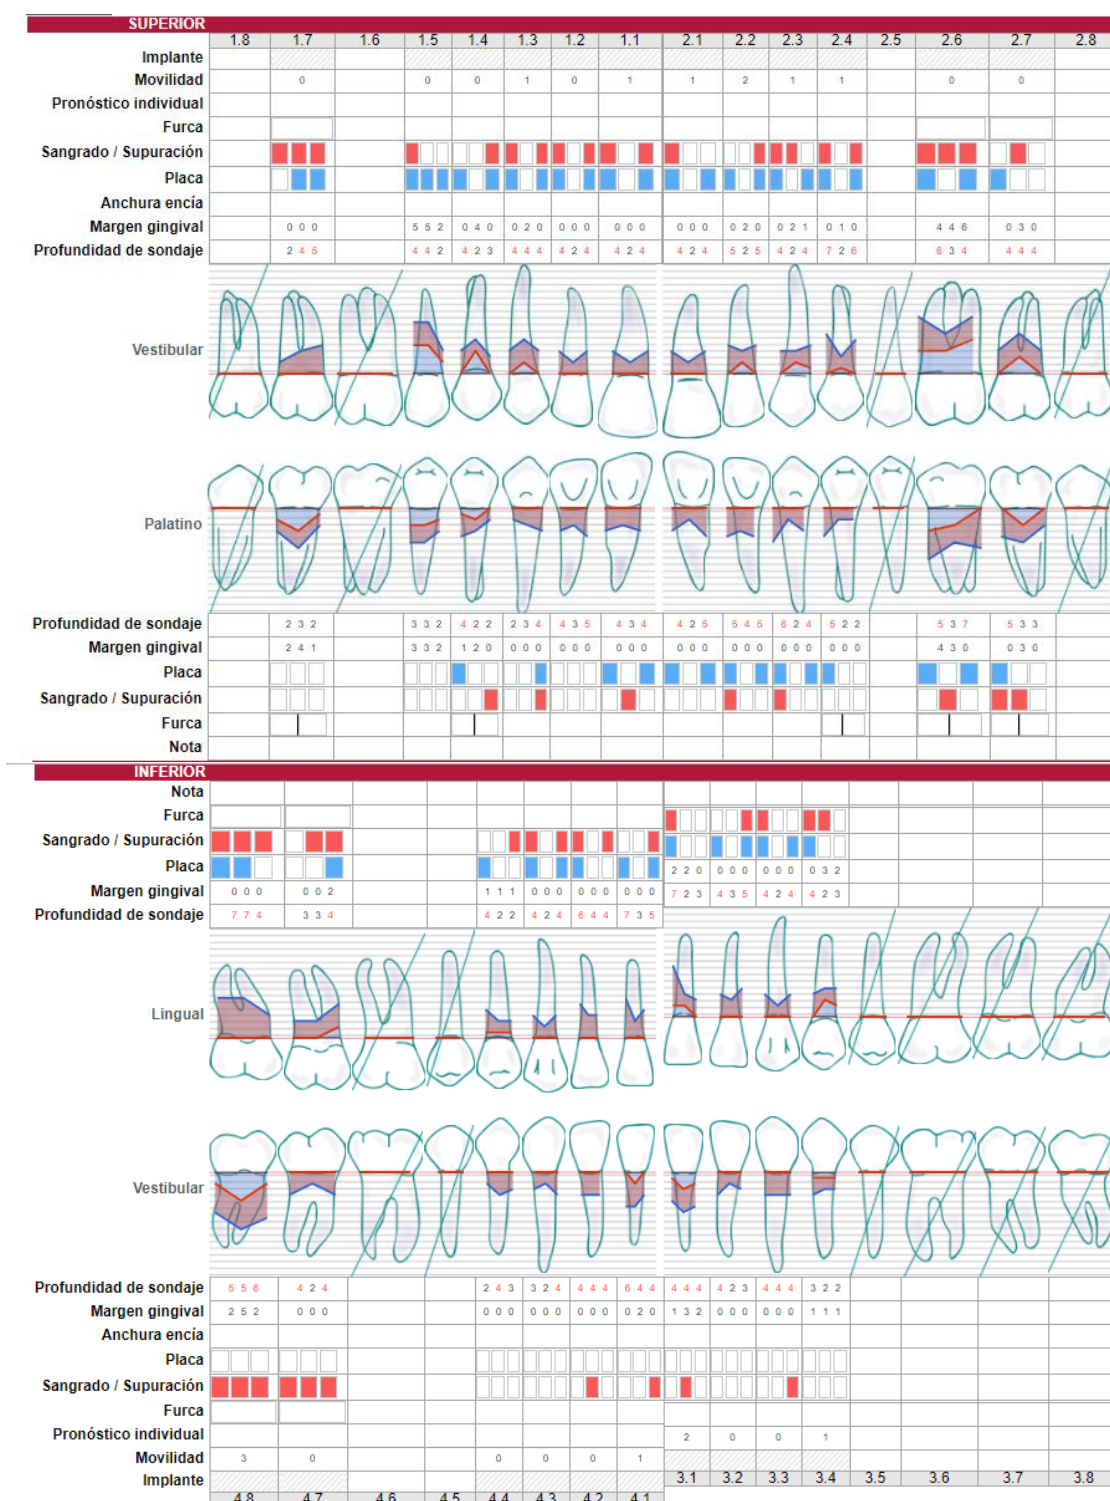 SUPERIOR
1.8 1.7 1.6 1.5 1.4 1.3 1.2 1.1 2.1 2.2 2.3 2.4 2.5 2.6 2.7 2.8
Implante
Movilidad 0 0 0 1 0 1 1 2 1 1 0 0
Pronóstico individual
Furca
Sangrado / Supuración
Placa
Anchura encía
Margen gingival 0 0 0 5 5 2 0 4 0 0 2 0 0 0 0 0 0 0 0 0 0 0 2 0 0 2 1 0 1 0 4 4 6 0 3 0
Profundidad de sondaje 2 4 5 4 4 2 4 2 3 4 4 4 4 2 4 4 2 4 4 2 4 5 2 5 4 2 4 7 2 6 6 3 4 4 4 4
Vestibular
Palatino
Profundidad de sondaje 2 3 2 3 3 2 4 2 2 2 3 4 4 3 5 4 3 4 4 2 5 5 4 5 6 2 4 5 2 2 5 3 7 5 3 3
Margen gingival 2 4 1 3 3 2 1 2 0 0 0 0 0 0 0 0 0 0 0 0 0 0 0 0 0 0 0 0 0 0 4 3 0 0 3 0
Placa
Sangrado / Supuración
Furca
Nota
INFERIOR
Nota
Furca
Sangrado / Supuración
Placa 2 2 0 0 0 0 0 0 0 0 3 2
Margen gingival 0 0 0 0 0 2 1 1 1 0 0 0 0 0 0 0 0 0 7 2 3 4 3 5 4 2 4 4 2 3
Profundidad de sondaje 7 7 4 3 3 4 4 2 2 4 2 4 6 4 4 7 3 5
Lingual
Vestibular
Profundidad de sondaje 5 5 6 4 2 4 2 4 3 3 2 4 4 4 4 6 4 4 4 4 4 4 2 3 4 4 4 3 2 2
Margen gingival 2 5 2 0 0 0 0 0 0 0 0 0 0 0 0 0 2 0 1 3 2 0 0 0 0 0 0 1 1 1
Anchura encía
Placa
Sangrado / Supuración
Furca
Pronóstico individual 2 0 0 1
Movilidad 3 0 0 0 0 1
Implante 3.1 3.2 3.3 3.4 3.5 3.6 3.7 3.8
4.8 4.7 4.6 4.5 4.4 4.3 4.2 4.1